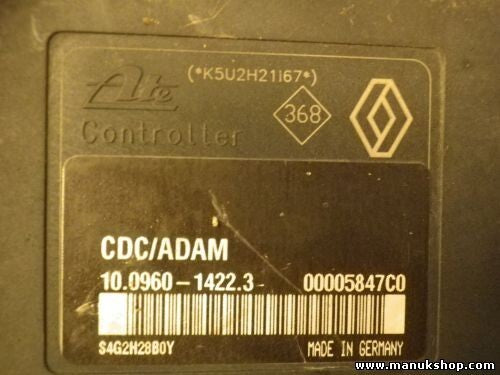 (*K5U2H21I67*)
Ate
368
Controller
CDC/ADAM
10.0960-1422.3 00005847C0
S4G2H28B0Y MADE IN GERMANY
www.manukshop.com